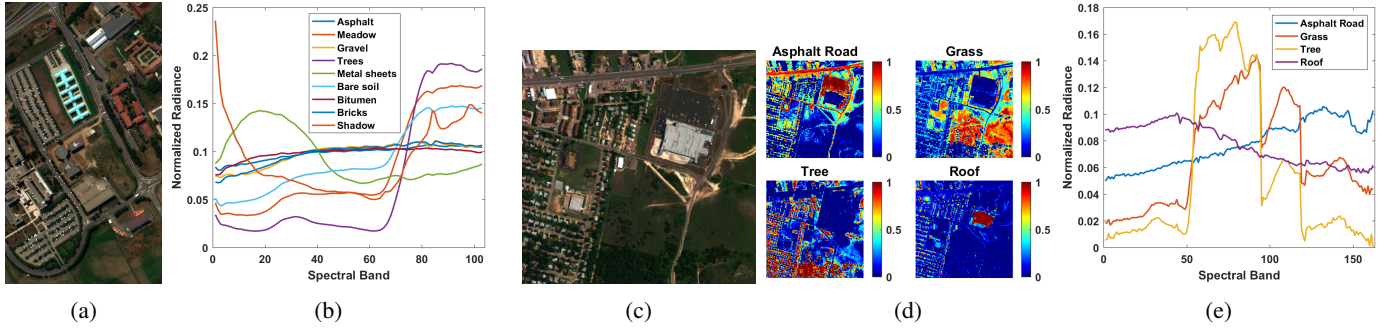 0.25
0.2
0.15
0.1
0.05
0
Normalized Radiance
0 20 40 60 80 100
Spectral Band
Asphalt
Meadow
Gravel
Trees
Metal sheets
Bare soil
Bitumen
Bricks
Shadow
Asphalt Road
1
0.5
0
Grass
1
0.5
0
Tree
1
0.5
0
Roof
1
0.5
0
0.18
0.16
0.14
0.12
0.1
0.08
0.06
0.04
0.02
0
Normalized Radiance
0 50 100 150
Spectral Band
Asphalt Road
Grass
Tree
Roof
(a) (b) (c) (d) (e)